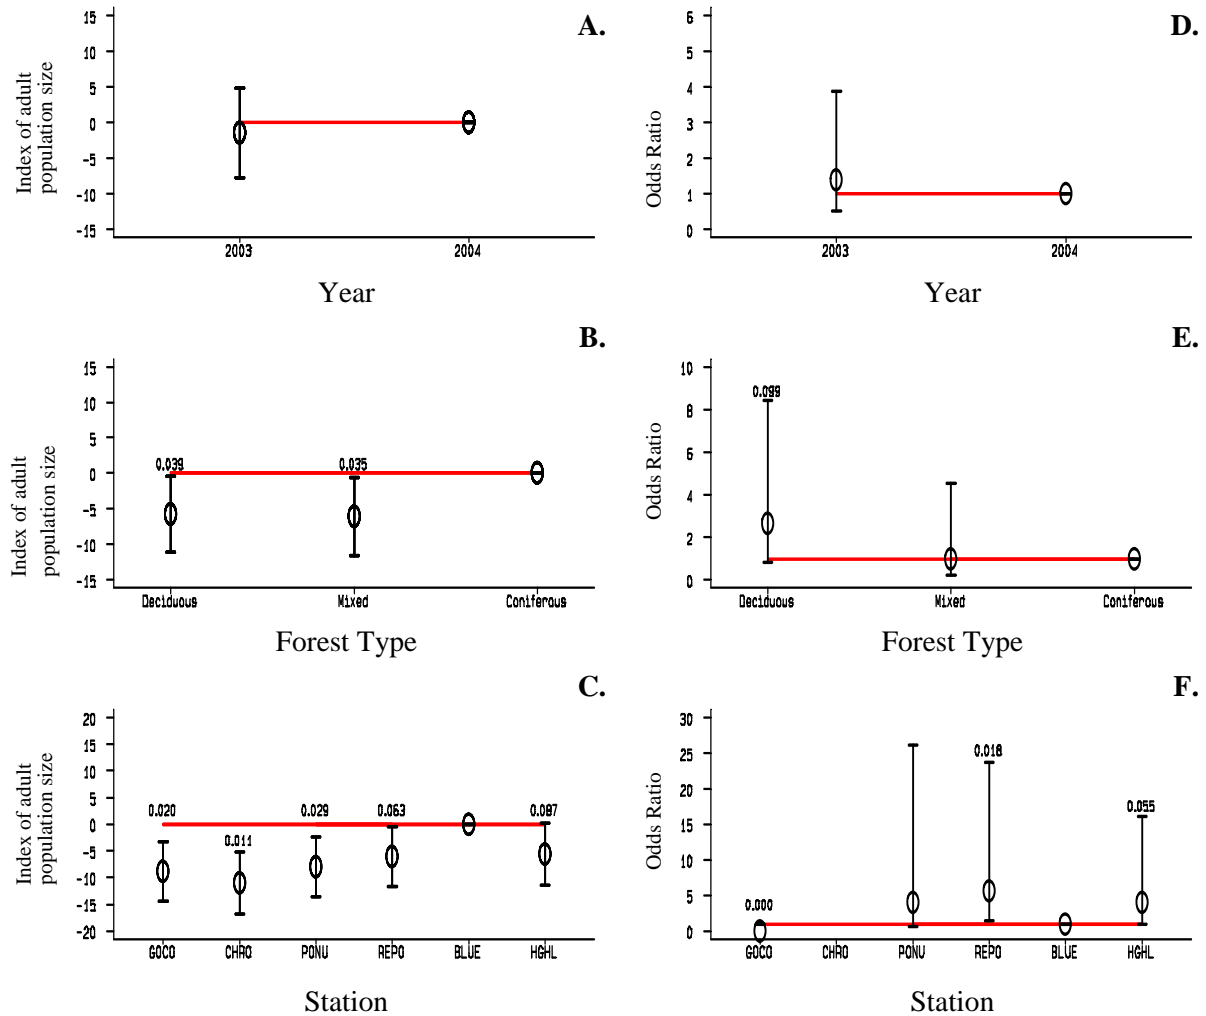 A.
Index of adult
population size
15
10
5
0
-5
-10
-15
2003 2004
Year
D.
Odds Ratio
6
5
4
3
2
1
0
2003 2004
Year
B.
Index of adult
population size
15
10
5
0
-5
-10
-15
0.039 0.035
Deciduous Mixed Coniferous
Forest Type
E.
Odds Ratio
10
8
6
4
2
0
0.099
Deciduous Mixed Coniferous
Forest Type
C.
Index of adult
population size
20
15
10
5
0
-5
-10
-15
-20
0.020 0.011 0.029 0.063 0.087
GOCO CHRO PONU REPO BLUE HGHL
Station
F.
Odds Ratio
30
25
20
15
10
5
0
0.000 0.018 0.055
GOCO CHRO PONU REPO BLUE HGHL
Station